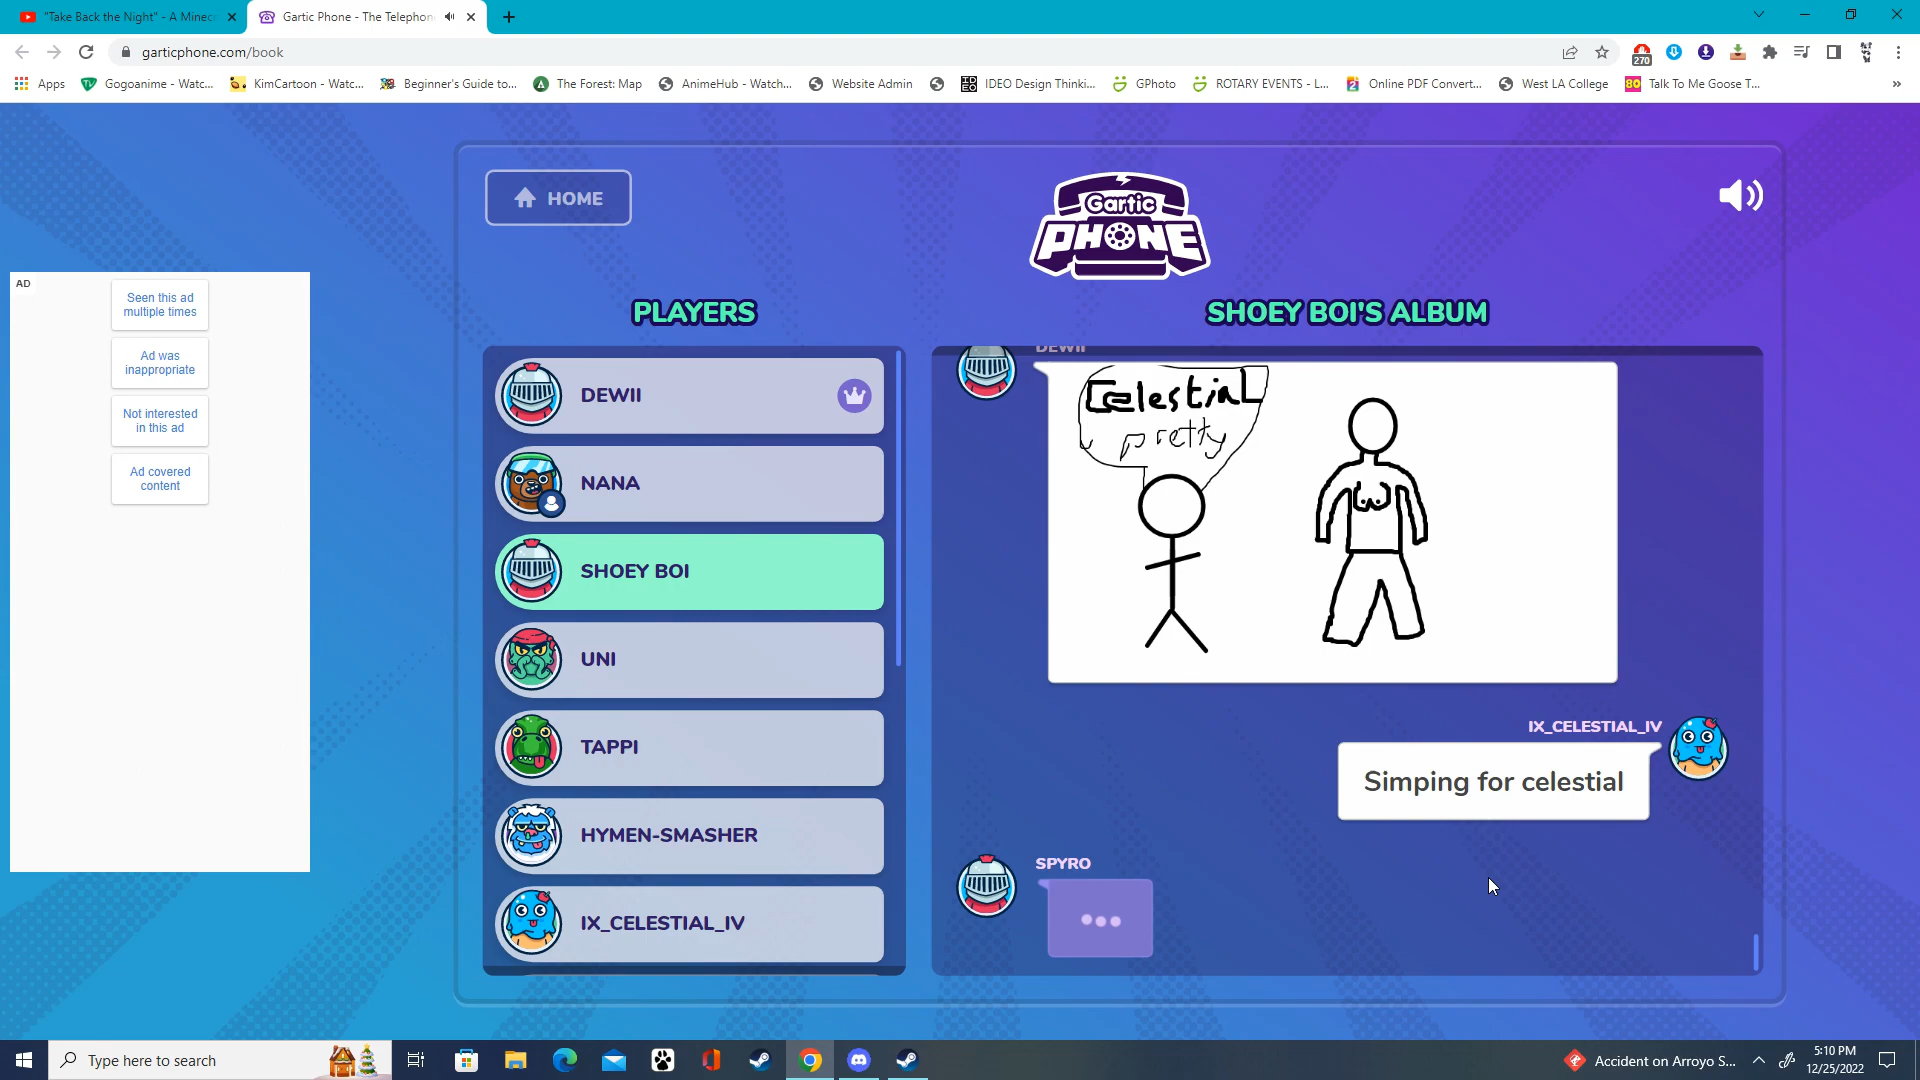 "Take Back the Night" - A Minec
Gartic Phone - The Telephon
garticphone.com/book
270
Apps
Gogoanime - Watc...
KimCartoon - Watc...
Beginner's Guide to...
The Forest: Map
AnimeHub - Watch...
Website Admin
IDEO Design Thinki...
GPhoto
ROTARY EVENTS - L...
Online PDF Convert...
West LA College
80
Talk To Me Goose T...
»
HOME
Gartic
PHONE
AD
Seen this ad
multiple times
Ad was
inappropriate
Not interested
in this ad
Ad covered
content
PLAYERS
DEWII
NANA
SHOEY BOI
UNI
TAPPI
HYMEN-SMASHER
IX_CELESTIAL_IV
SHOEY BOI'S ALBUM
DEWII
Celestial
pretty
IX_CELESTIAL_IV
Simping for celestial
SPYRO
...
Type here to search
Accident on Arroyo S...
5:10 PM
12/25/2022